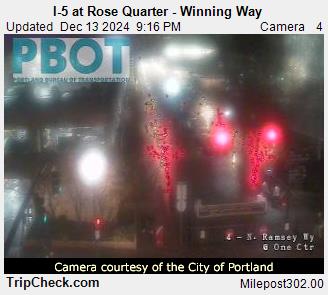 I-5 at Rose Quarter - Winning Way
Updated Dec 13 2024 9:16 PM Camera 4
PBOT
PORTLAND BUREAU OF TRANSPORTATION
4 - N. Ramsey Wy
@ One Ctr
Camera courtesy of the City of Portland
TripCheck.com Milepost302.00